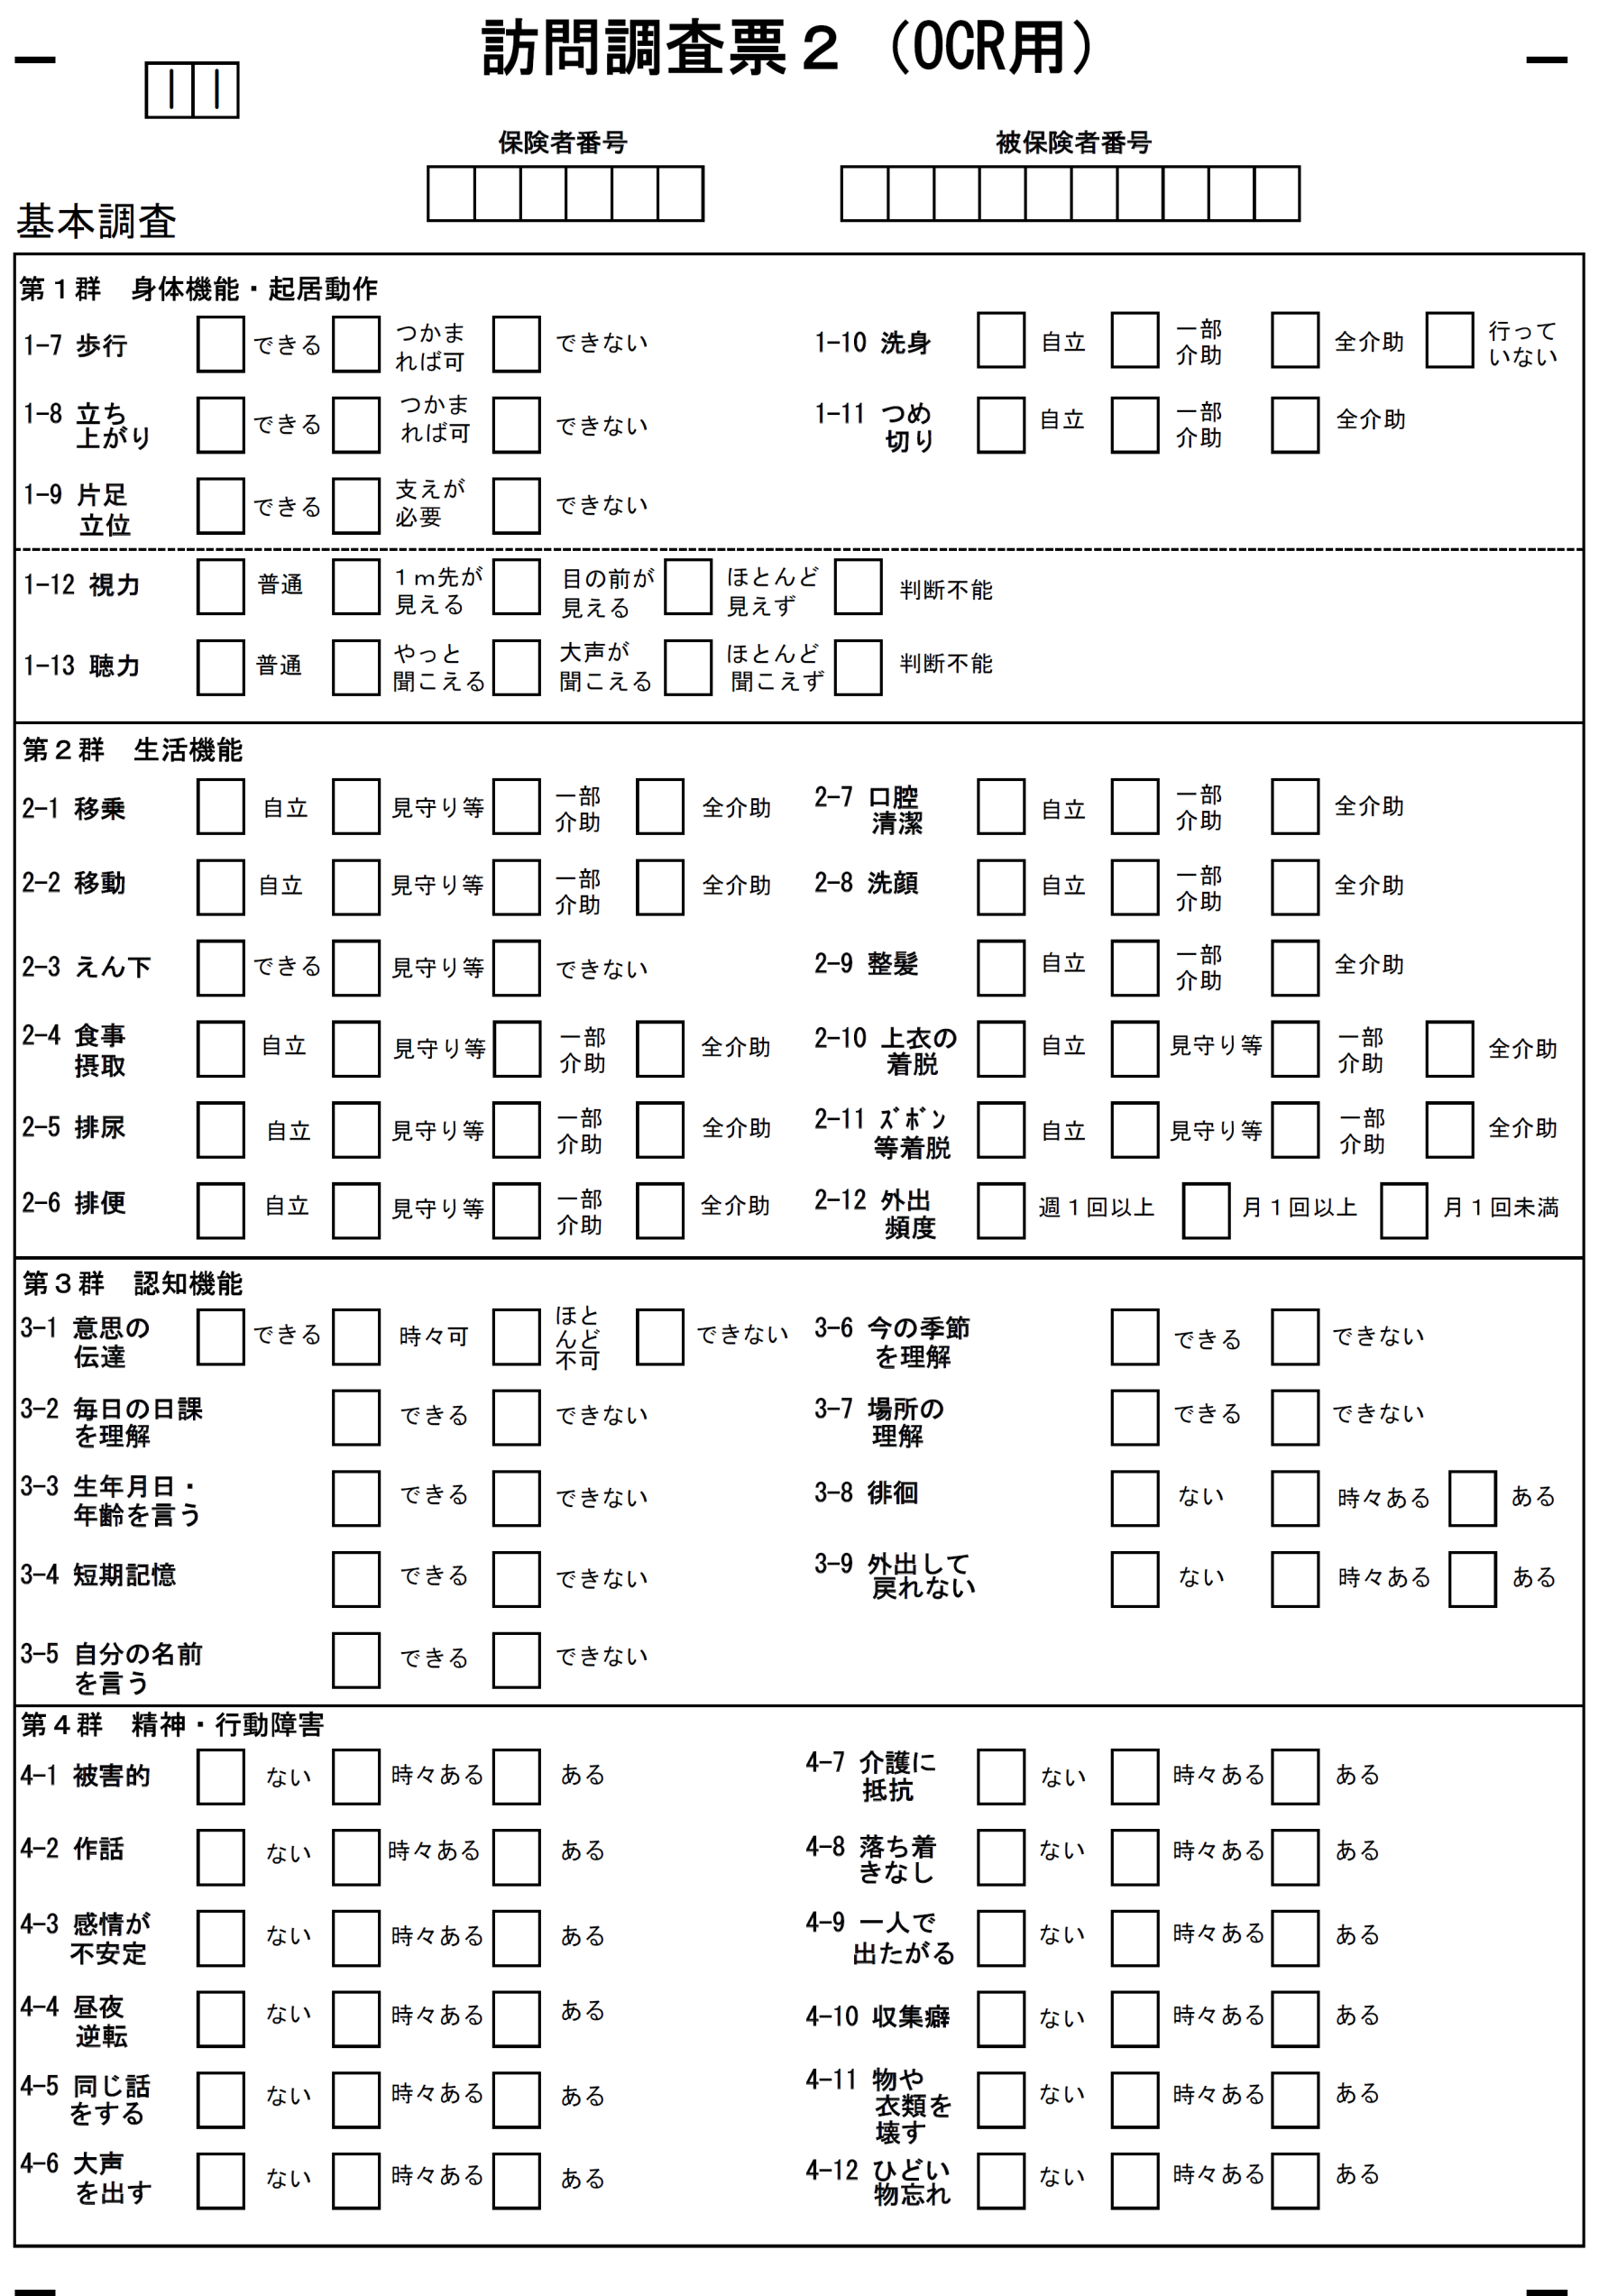 訪問調査票２（OCR用）
11
保険者番号 被保険者番号
基本調査
第１群　身体機能・起居動作
1-7 歩行 できる つかまれば可 できない
1-10 洗身 自立 一部介助 全介助 行っていない
1-8 立ち上がり できる つかまれば可 できない
1-11 つめ切り 自立 一部介助 全介助
1-9 片足立位 できる 支えが必要 できない
1-12 視力 普通 １ｍ先が見える 目の前が見える ほとんど見えず 判断不能
1-13 聴力 普通 やっと聞こえる 大声が聞こえる ほとんど聞こえず 判断不能
第２群　生活機能
2-1 移乗 自立 見守り等 一部介助 全介助
2-7 口腔清潔 自立 一部介助 全介助
2-2 移動 自立 見守り等 一部介助 全介助
2-8 洗顔 自立 一部介助 全介助
2-3 えん下 できる 見守り等 できない
2-9 整髪 自立 一部介助 全介助
2-4 食事摂取 自立 見守り等 一部介助 全介助
2-10 上衣の着脱 自立 見守り等 一部介助 全介助
2-5 排尿 自立 見守り等 一部介助 全介助
2-11 ｽﾞﾎﾞﾝ等着脱 自立 見守り等 一部介助 全介助
2-6 排便 自立 見守り等 一部介助 全介助
2-12 外出頻度 週１回以上 月１回以上 月１回未満
第３群　認知機能
3-1 意思の伝達 できる 時々可 ほとんど不可 できない
3-6 今の季節を理解 できる できない
3-2 毎日の日課を理解 できる できない
3-7 場所の理解 できる できない
3-3 生年月日・年齢を言う できる できない
3-8 徘徊 ない 時々ある ある
3-4 短期記憶 できる できない
3-9 外出して戻れない ない 時々ある ある
3-5 自分の名前を言う できる できない
第４群　精神・行動障害
4-1 被害的 ない 時々ある ある
4-7 介護に抵抗 ない 時々ある ある
4-2 作話 ない 時々ある ある
4-8 落ち着きなし ない 時々ある ある
4-3 感情が不安定 ない 時々ある ある
4-9 一人で出たがる ない 時々ある ある
4-4 昼夜逆転 ない 時々ある ある
4-10 収集癖 ない 時々ある ある
4-5 同じ話をする ない 時々ある ある
4-11 物や衣類を壊す ない 時々ある ある
4-6 大声を出す ない 時々ある ある
4-12 ひどい物忘れ ない 時々ある ある